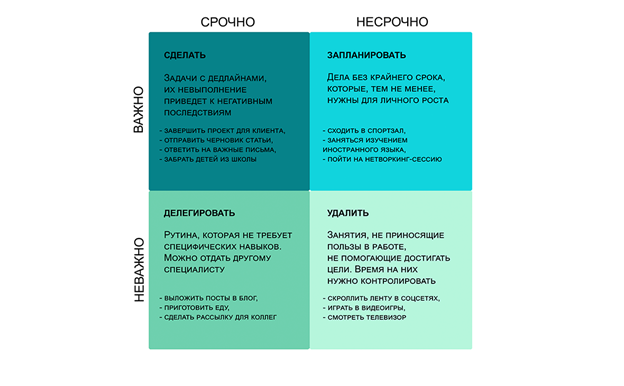 СРОЧНО
НЕСРОЧНО
ВАЖНО
СДЕЛАТЬ
Задачи с дедлайнами,
их невыполнение
приведет к негативным
последствиям
- завершить проект для клиента,
- отправить черновик статьи,
- ответить на важные письма,
- забрать детей из школы
ЗАПЛАНИРОВАТЬ
Дела без крайнего срока,
которые, тем не менее,
нужны для личного роста
- сходить в спортзал,
- заняться изучением
иностранного языка,
- пойти на нетворкинг-сессию
НЕВАЖНО
ДЕЛЕГИРОВАТЬ
Рутина, которая не требует
специфических навыков.
Можно отдать другому
специалисту
- выложить посты в блог,
- приготовить еду,
- сделать рассылку для коллег
УДАЛИТЬ
Занятия, не приносящие
пользы в работе,
не помогающие достигать
цели. Время на них
нужно контролировать
- скроллить ленту в соцсетях,
- играть в видеоигры,
- смотреть телевизор